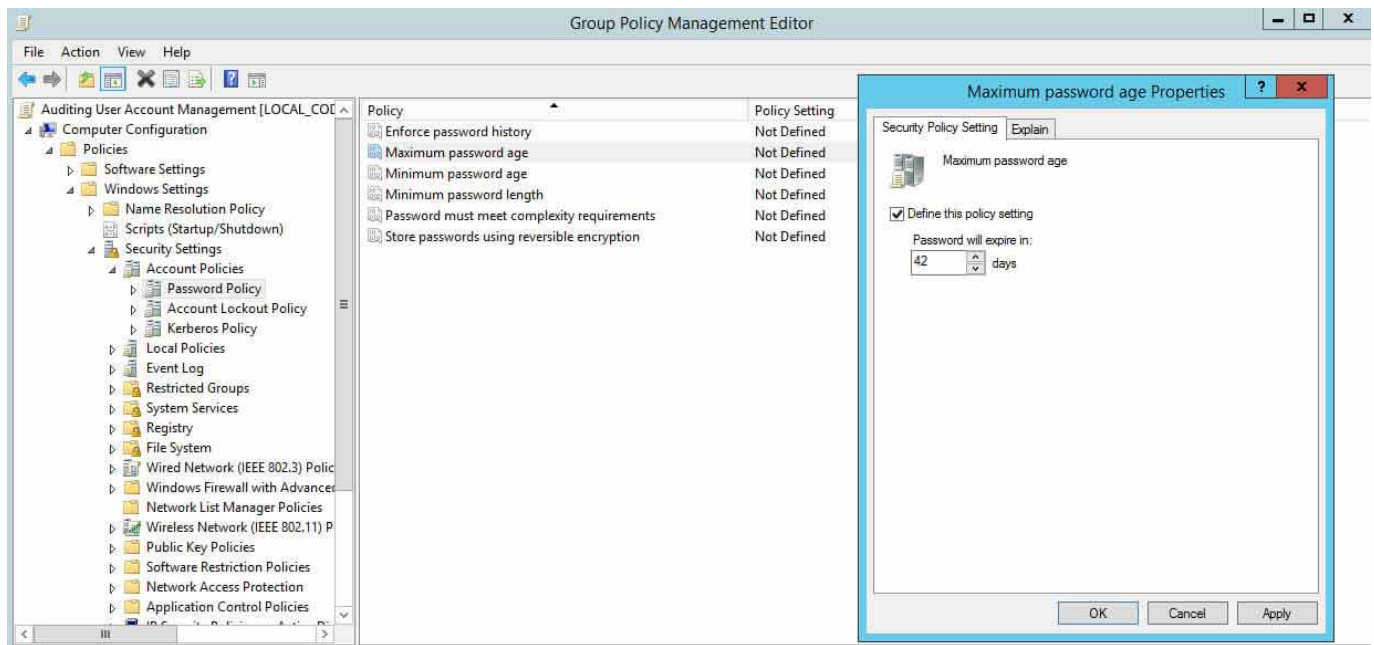 Group Policy Management Editor
File Action View Help
Auditing User Account Management [LOCAL_COD
Computer Configuration
Policies
Software Settings
Windows Settings
Name Resolution Policy
Scripts (Startup/Shutdown)
Security Settings
Account Policies
Password Policy
Account Lockout Policy
Kerberos Policy
Local Policies
Event Log
Restricted Groups
System Services
Registry
File System
Wired Network (IEEE 802.3) Polic
Windows Firewall with Advanced
Network List Manager Policies
Wireless Network (IEEE 802.11) P
Public Key Policies
Software Restriction Policies
Network Access Protection
Application Control Policies
Policy Policy Setting
Enforce password history Not Defined
Maximum password age Not Defined
Minimum password age Not Defined
Minimum password length Not Defined
Password must meet complexity requirements Not Defined
Store passwords using reversible encryption Not Defined
Maximum password age Properties ? x
Security Policy Setting Explain
Maximum password age
Define this policy setting
Password will expire in:
42 days
OK Cancel Apply